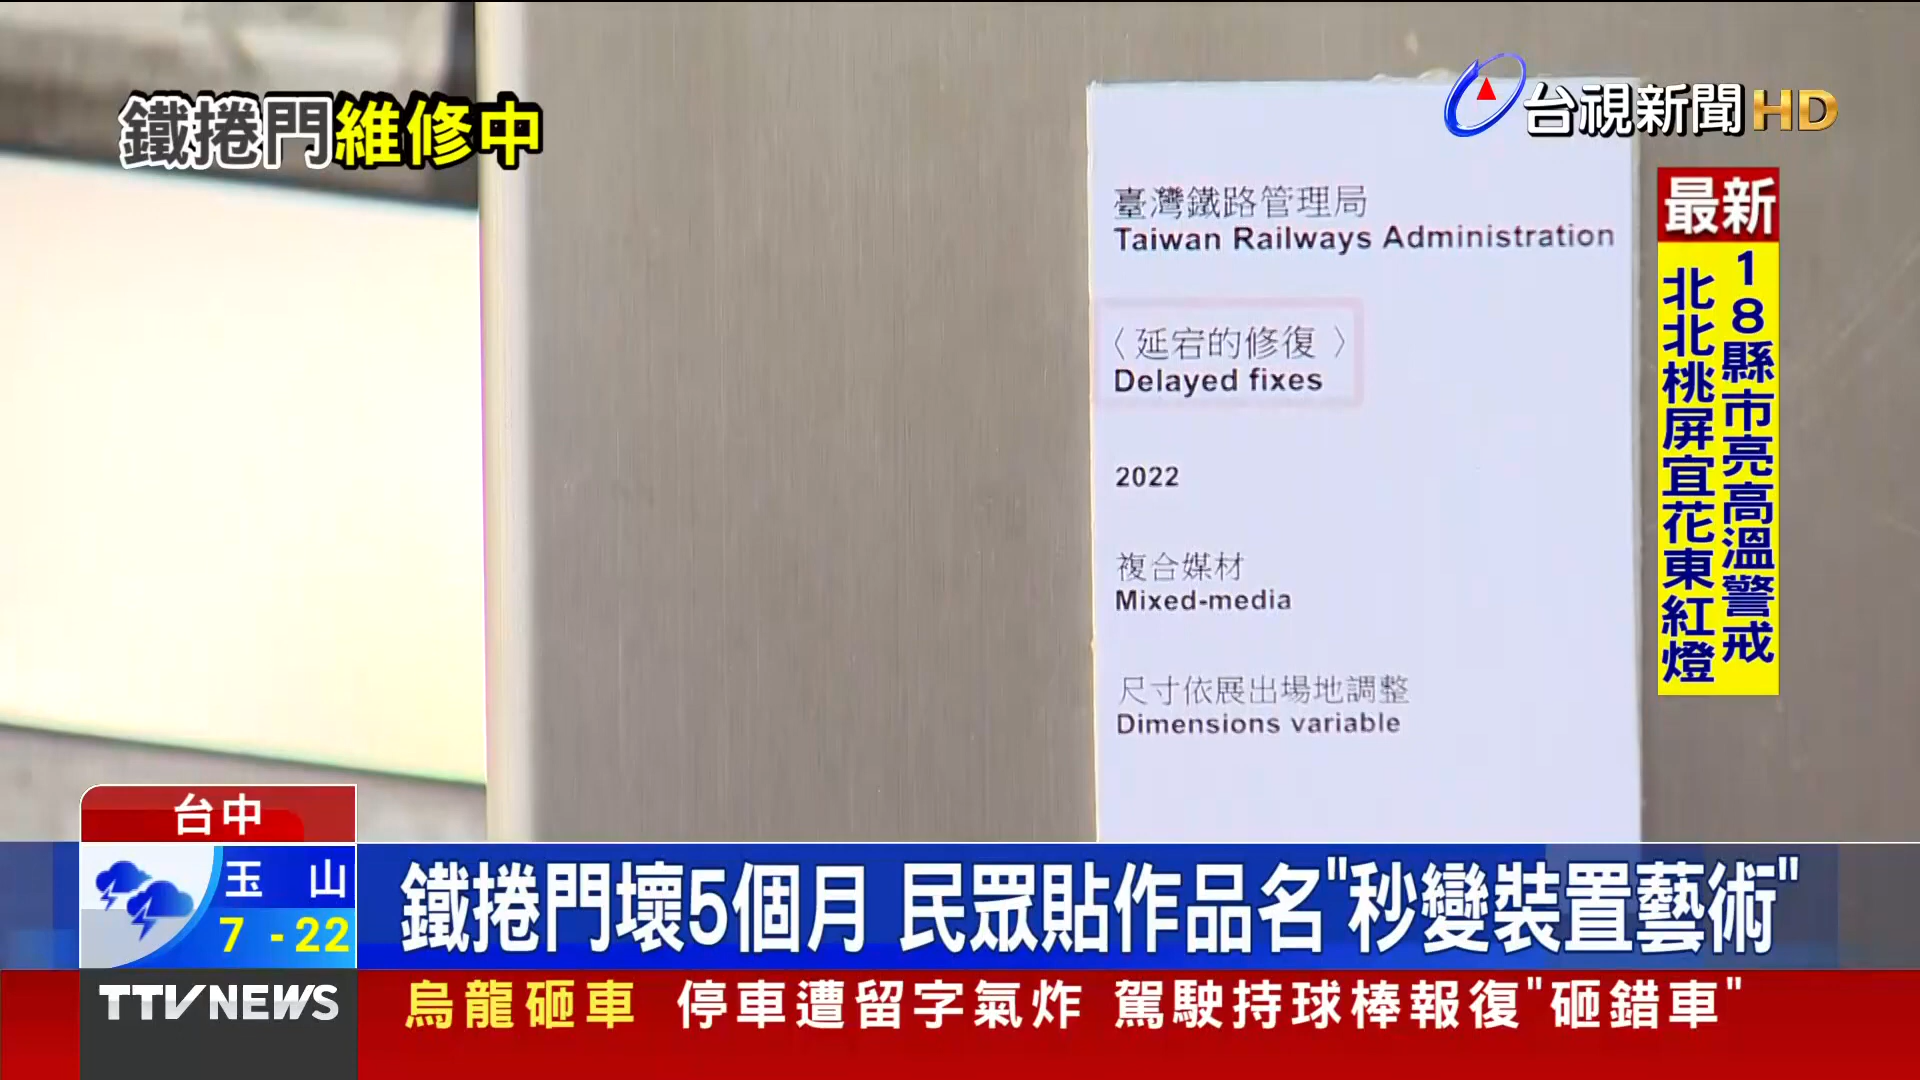 鐵捲門維修中
台視新聞HD
臺灣鐵路管理局
Taiwan Railways Administration
〈延宕的修復〉
Delayed fixes
2022
複合媒材
Mixed-media
尺寸依展出場地調整
Dimensions variable
最新
18縣市亮高溫警戒
北北桃屏宜花東紅燈
台中
玉山
7 - 22
鐵捲門壞5個月 民眾貼作品名"秒變裝置藝術"
TTV NEWS
烏龍砸車 停車遭留字氣炸 駕駛持球棒報復"砸錯車"